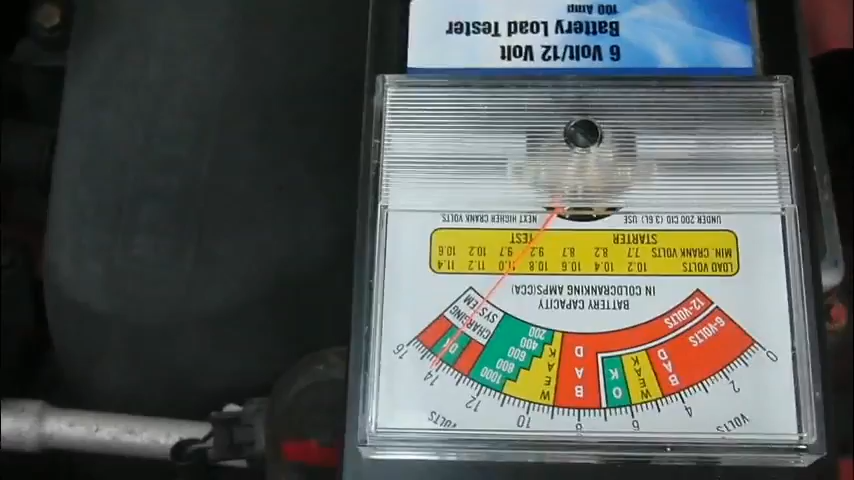 6 Volt/12 Volt
Battery Load Tester
100 Amp
UNDER 200 CID (3.6L) USE NEXT HIGHER CRANK VOLTS
STARTER TEST
MIN. CRANK VOLTS 7.7 8.2 8.7 9.2 9.7 10.2 10.6
LOAD VOLTS 10.2 10.4 10.6 10.8 11.0 11.2 11.4
BATTERY CAPACITY
IN COLDCRANKING AMPS(CCA)
12-VOLTS
6-VOLTS
BAD
WEAK
OK
BAD
WEAK
200
400
600
800
1000
CHARGING SYSTEM
OK
0 2 4 6 8 10 12 14 16
VOLTS
VOLTS